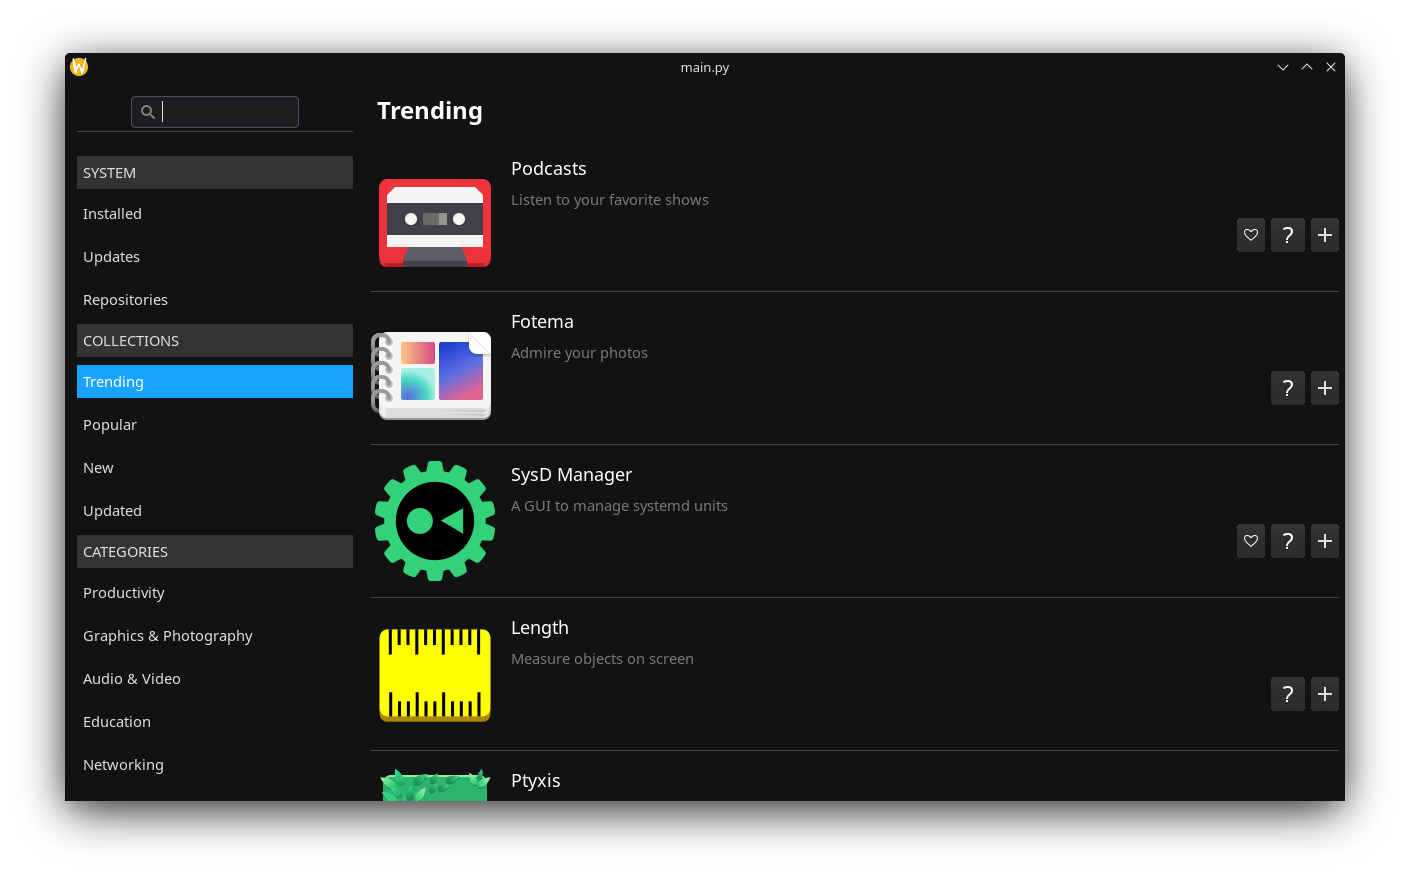 main.py
Trending
SYSTEM
Installed
Updates
Repositories
COLLECTIONS
Trending
Popular
New
Updated
CATEGORIES
Productivity
Graphics & Photography
Audio & Video
Education
Networking
Podcasts
Listen to your favorite shows
?
+
Fotema
Admire your photos
?
+
SysD Manager
A GUI to manage systemd units
?
+
Length
Measure objects on screen
?
+
Ptyxis